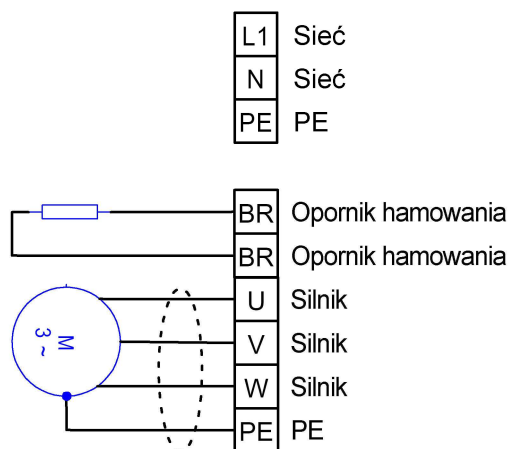 L1 Sieć
N Sieć
PE PE
BR Opornik hamowania
BR Opornik hamowania
U Silnik
V Silnik
W Silnik
PE PE
M
3 ~